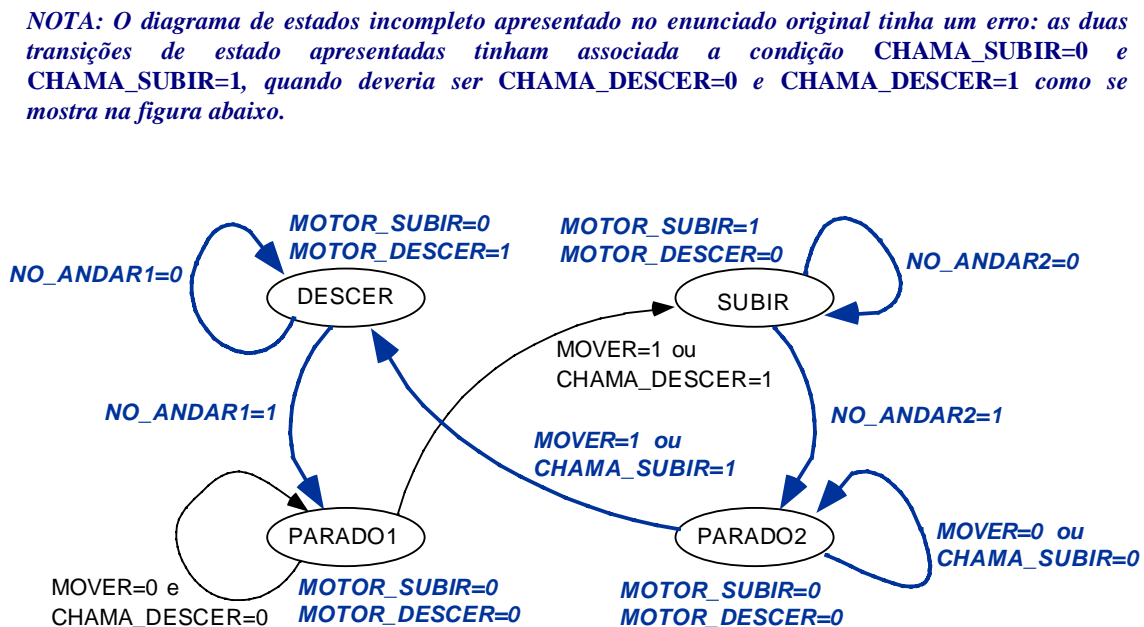 NOTA: O diagrama de estados incompleto apresentado no enunciado original tinha um erro: as duas
transições de estado apresentadas tinham associada a condição CHAMA_SUBIR=0 e
CHAMA_SUBIR=1, quando deveria ser CHAMA_DESCER=0 e CHAMA_DESCER=1 como se
mostra na figura abaixo.
MOTOR_SUBIR=0
MOTOR_DESCER=1
MOTOR_SUBIR=1
MOTOR_DESCER=0
NO_ANDAR1=0
NO_ANDAR2=0
DESCER
SUBIR
MOVER=1 ou
CHAMA_DESCER=1
NO_ANDAR1=1
NO_ANDAR2=1
MOVER=1 ou
CHAMA_SUBIR=1
PARADO1
PARADO2
MOVER=0 ou
CHAMA_SUBIR=0
MOVER=0 e
CHAMA_DESCER=0
MOTOR_SUBIR=0
MOTOR_DESCER=0
MOTOR_SUBIR=0
MOTOR_DESCER=0